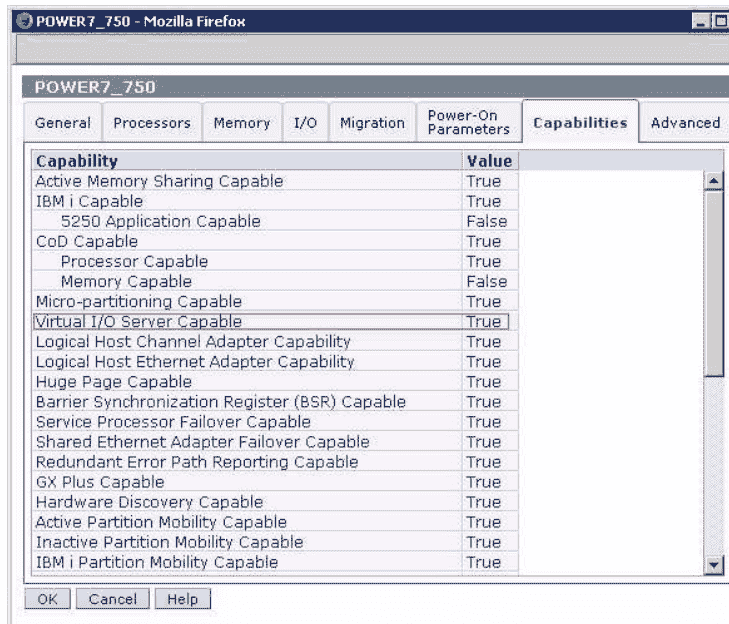 POWER7_750 - Mozilla Firefox
POWER7_750
General Processors Memory I/O Migration Power-On Parameters Capabilities Advanced
Capability Value
Active Memory Sharing Capable True
IBM i Capable True
5250 Application Capable False
CoD Capable True
Processor Capable True
Memory Capable False
Micro-partitioning Capable True
Virtual I/O Server Capable True
Logical Host Channel Adapter Capability True
Logical Host Ethernet Adapter Capability True
Huge Page Capable True
Barrier Synchronization Register (BSR) Capable True
Service Processor Failover Capable True
Shared Ethernet Adapter Failover Capable True
Redundant Error Path Reporting Capable True
GX Plus Capable True
Hardware Discovery Capable True
Active Partition Mobility Capable True
Inactive Partition Mobility Capable True
IBM i Partition Mobility Capable True
OK Cancel Help